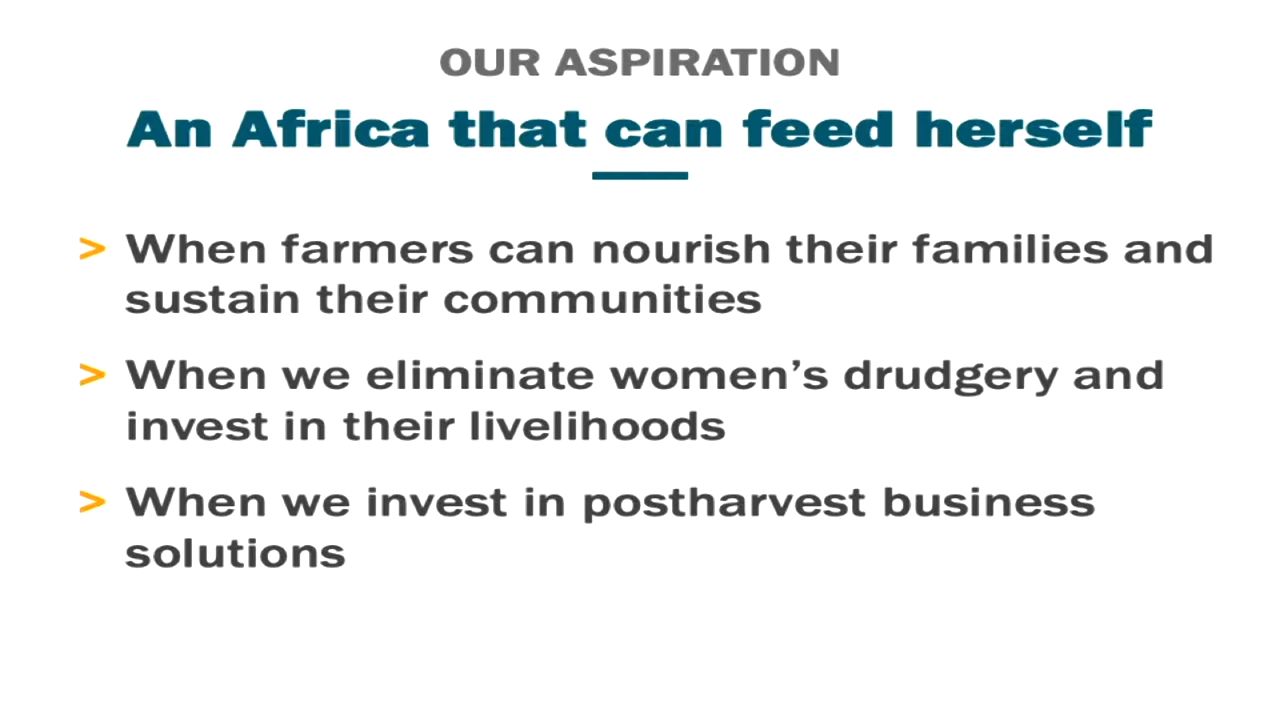 OUR ASPIRATION
An Africa that can feed herself
> When farmers can nourish their families and
sustain their communities
> When we eliminate women’s drudgery and
invest in their livelihoods
> When we invest in postharvest business
solutions